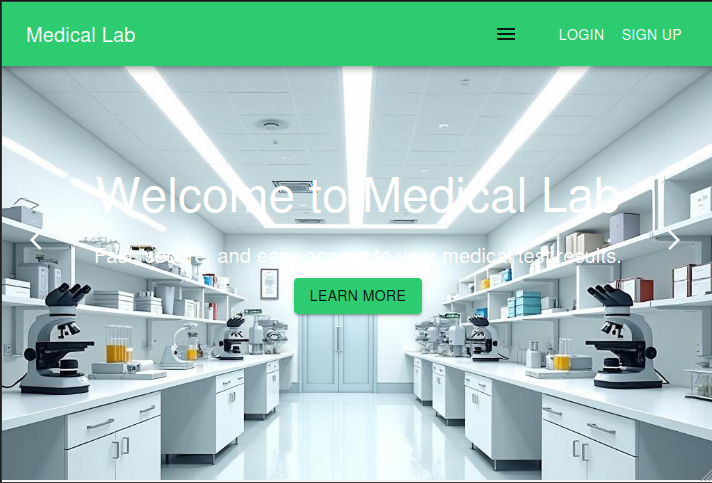 Medical Lab
LOGIN SIGN UP
Welcome to Medical Lab
Fast, secure, and easy access to your medical test results.
LEARN MORE